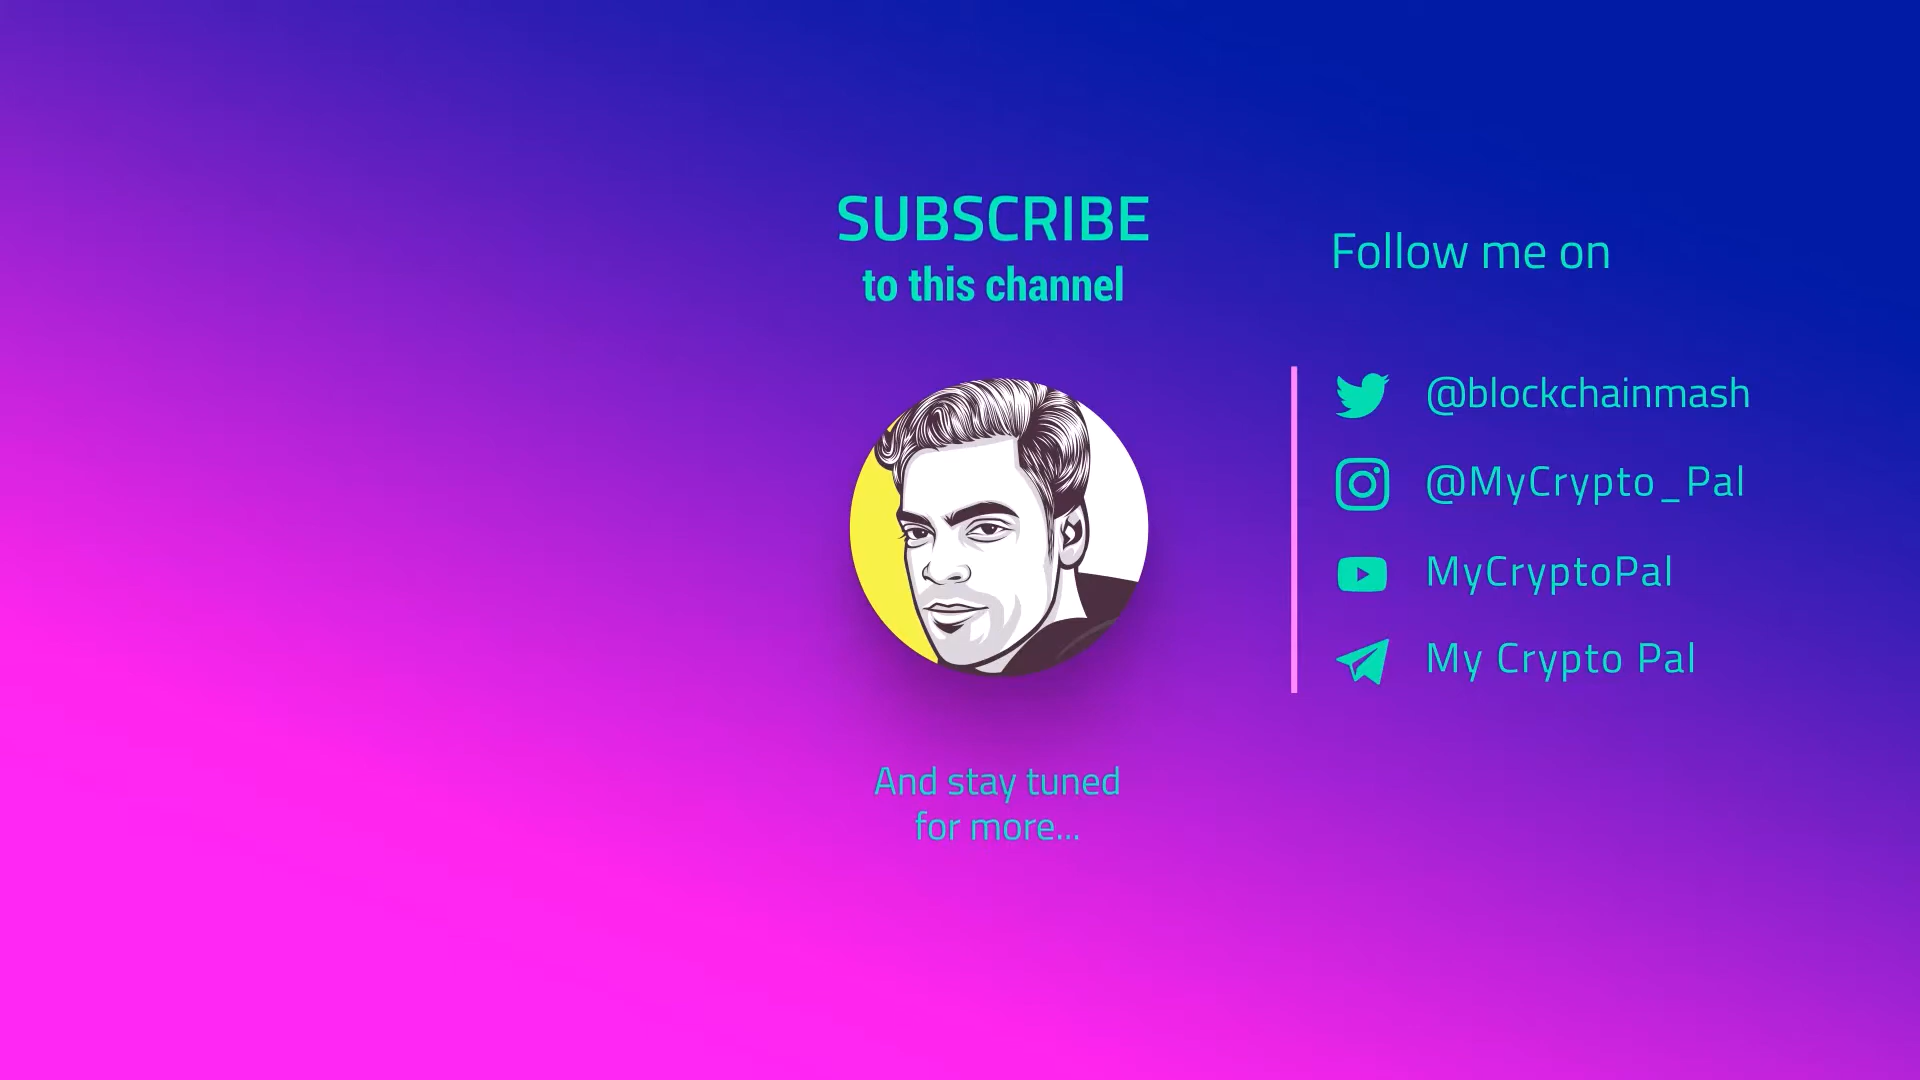 SUBSCRIBE
to this channel
And stay tuned
for more...
Follow me on
@blockchainmash
@MyCrypto_Pal
MyCryptoPal
My Crypto Pal